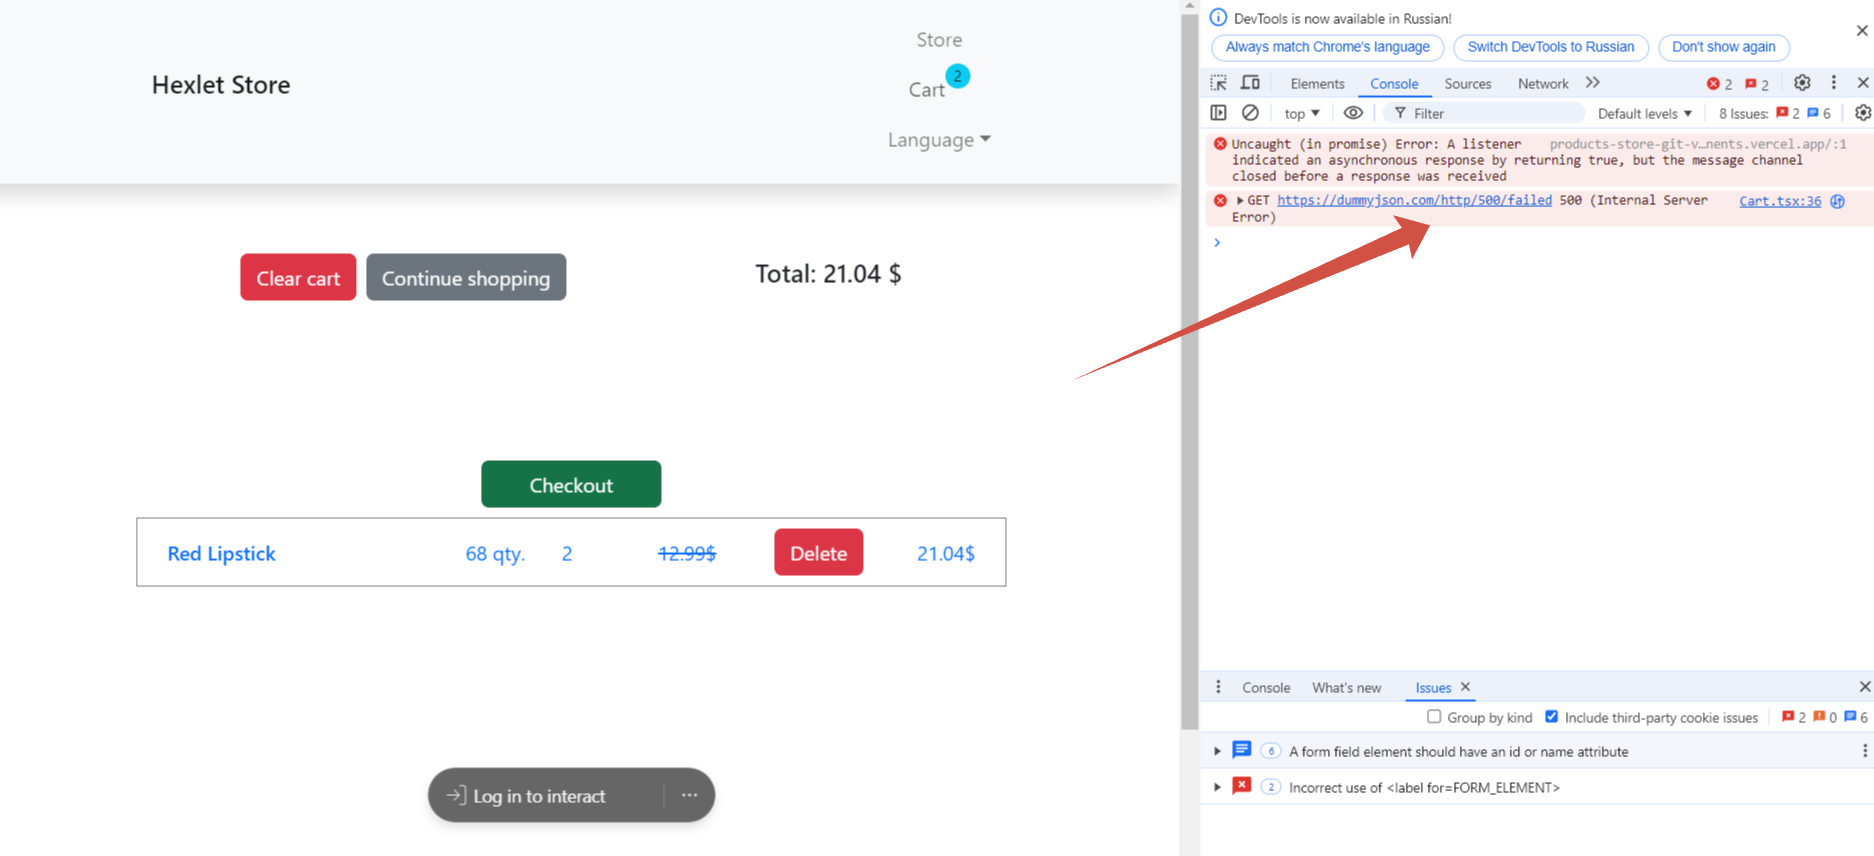 Hexlet Store
Store
Cart 2
Language
Clear cart
Continue shopping
Total: 21.04 $
Checkout
Red Lipstick 68 qty. 2 12.99$ Delete 21.04$
Log in to interact ···
DevTools is now available in Russian!
Always match Chrome's language Switch DevTools to Russian Don't show again
Elements Console Sources Network 2 2
top Filter Default levels 8 Issues: 2 6
Uncaught (in promise) Error: A listener products-store-git-v…nents.vercel.app/:1
indicated an asynchronous response by returning true, but the message channel
closed before a response was received
GET https://dummyjson.com/http/500/failed 500 (Internal Server Cart.tsx:36
Error)
Console What's new Issues
Group by kind Include third-party cookie issues 2 0 6
6 A form field element should have an id or name attribute
2 Incorrect use of <label for=FORM_ELEMENT>